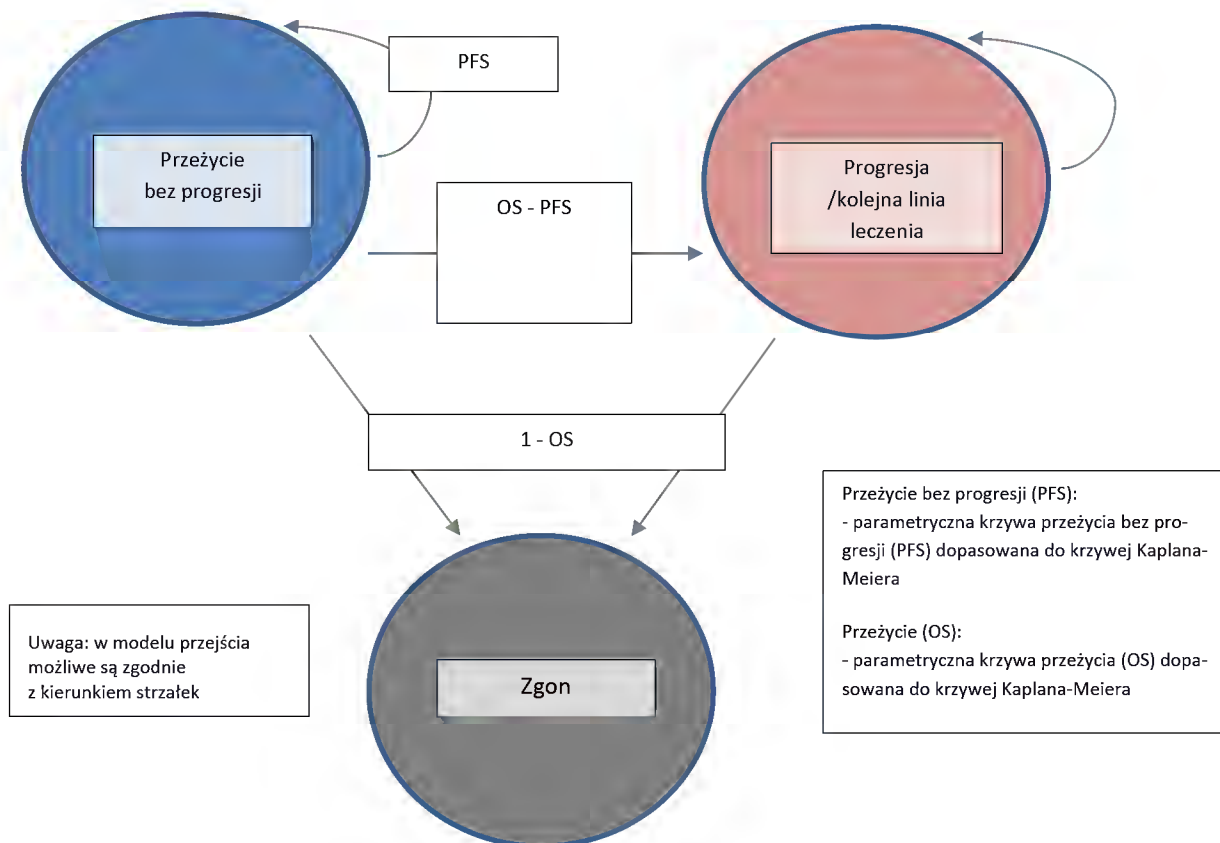 PFS
Przeżycie
bez progresji
Progresja
/kolejna linia
leczenia
OS - PFS
1 - OS
Przeżycie bez progresji (PFS):
- parametryczna krzywa przeżycia bez pro-
gresji (PFS) dopasowana do krzywej Kaplana-
Meiera
Przeżycie (OS):
- parametryczna krzywa przeżycia (OS) dopa-
sowana do krzywej Kaplana-Meiera
Uwaga: w modelu przejścia
możliwe są zgodnie
z kierunkiem strzałek
Zgon